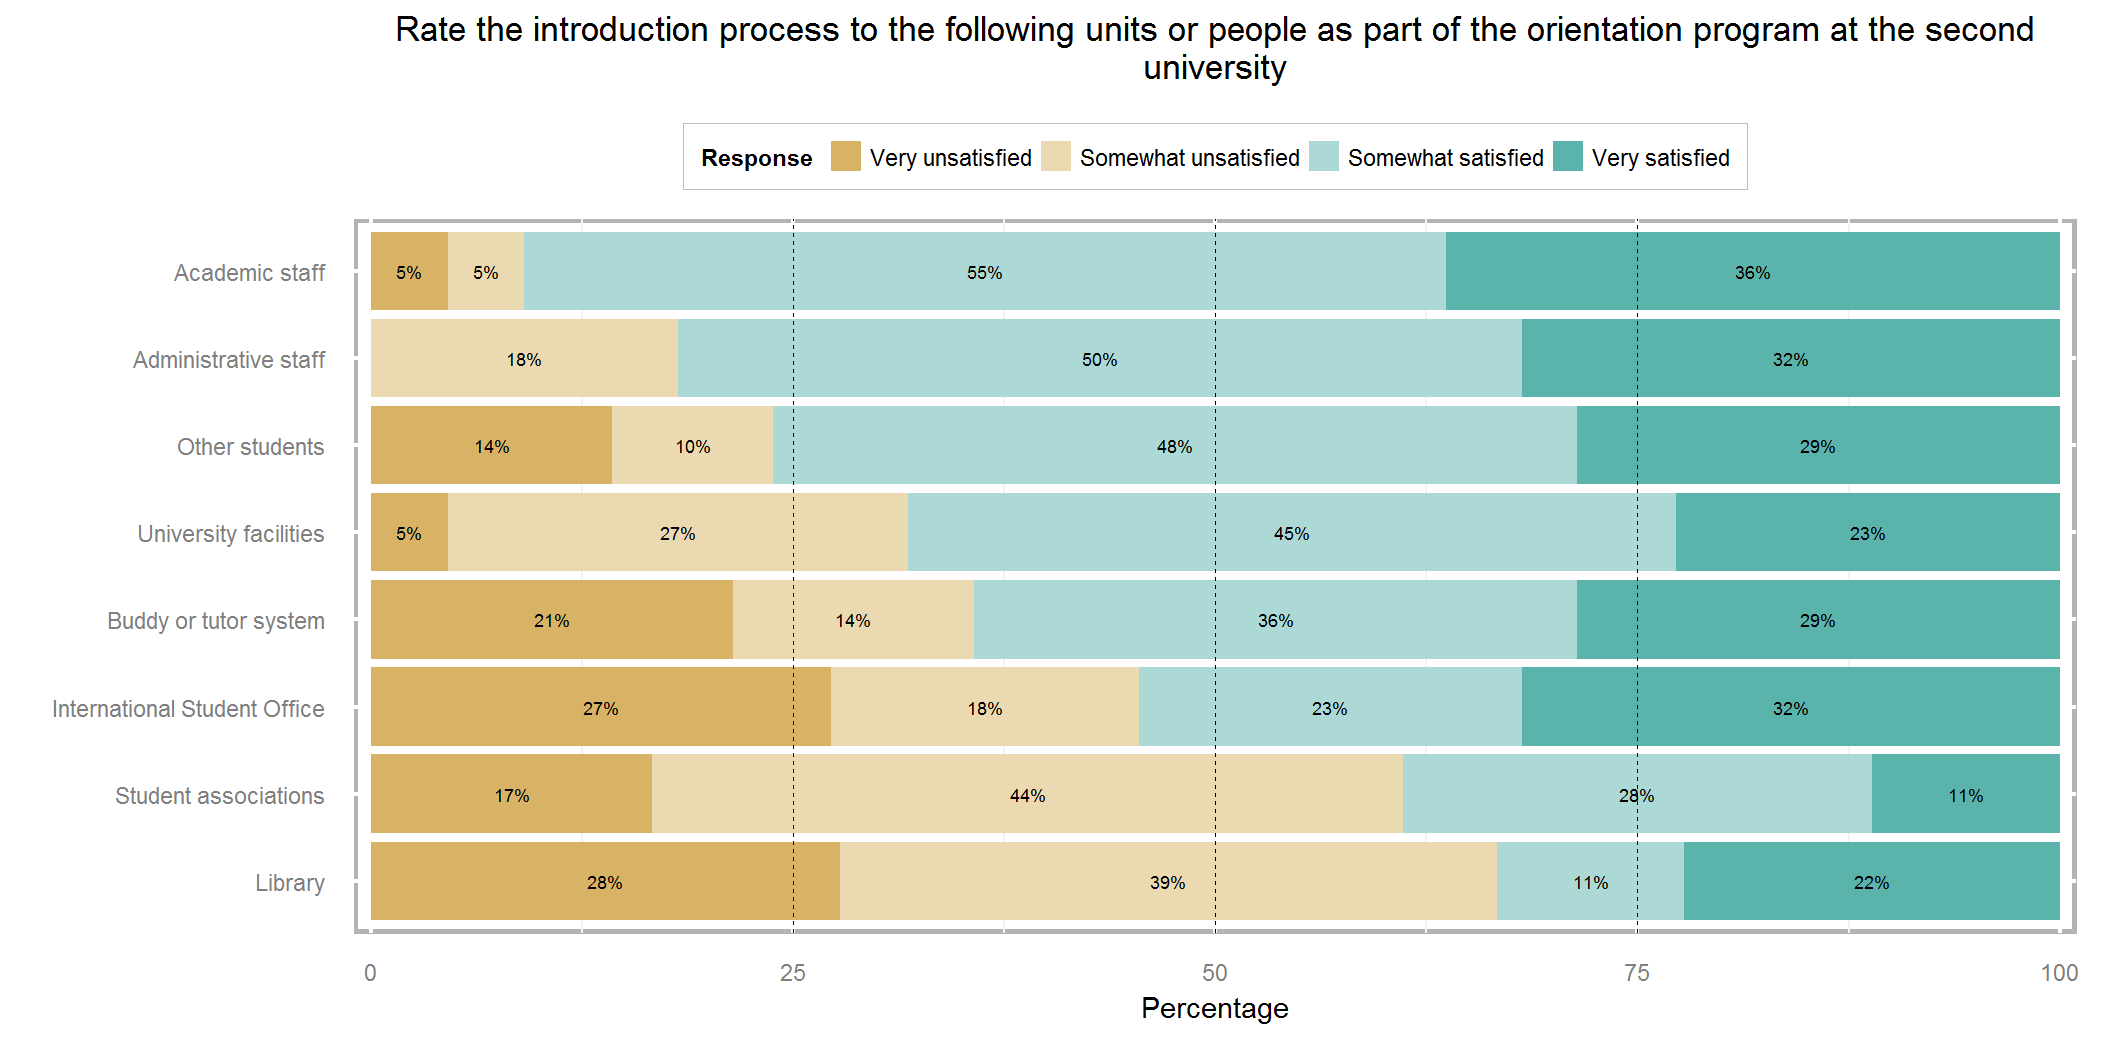 Rate the introduction process to the following units or people as part of the orientation program at the second
university
Response Very unsatisfied Somewhat unsatisfied Somewhat satisfied Very satisfied
Academic staff 5% 5% 55% 36%
Administrative staff 18% 50% 32%
Other students 14% 10% 48% 29%
University facilities 5% 27% 45% 23%
Buddy or tutor system 21% 14% 36% 29%
International Student Office 27% 18% 23% 32%
Student associations 17% 44% 28% 11%
Library 28% 39% 11% 22%
0 25 50 75 100
Percentage